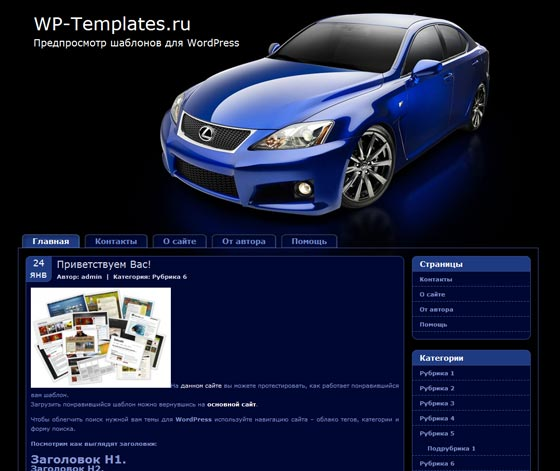 WP-Templates.ru
Предпросмотр шаблонов для WordPress
Главная
Контакты
О сайте
От автора
Помощь
24
ЯНВ
Приветствуем Вас!
Автор: admin | Категория: Рубрика 6
На данном сайте вы можете протестировать, как работает понравившийся
вам шаблон.
Загрузить понравившийся шаблон можно вернувшись на основной сайт.
Чтобы облегчить поиск нужной вам темы для WordPress используйте навигацию сайта - облако тегов, категории и
форму поиска.
Посмотрим как выглядят заголовки:
Заголовок H1.
Заголовок H2.
Страницы
Контакты
О сайте
От автора
Помощь
Категории
Рубрика 1
Рубрика 2
Рубрика 3
Рубрика 4
Рубрика 5
Подрубрика 1
Рубрика 6